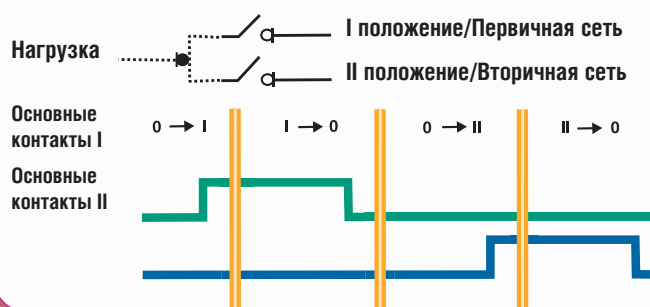 I положение/Первичная сеть
Нагрузка
II положение/Вторичная сеть
Основные
контакты I
0 → I
I → 0
0 → II
II → 0
Основные
контакты II